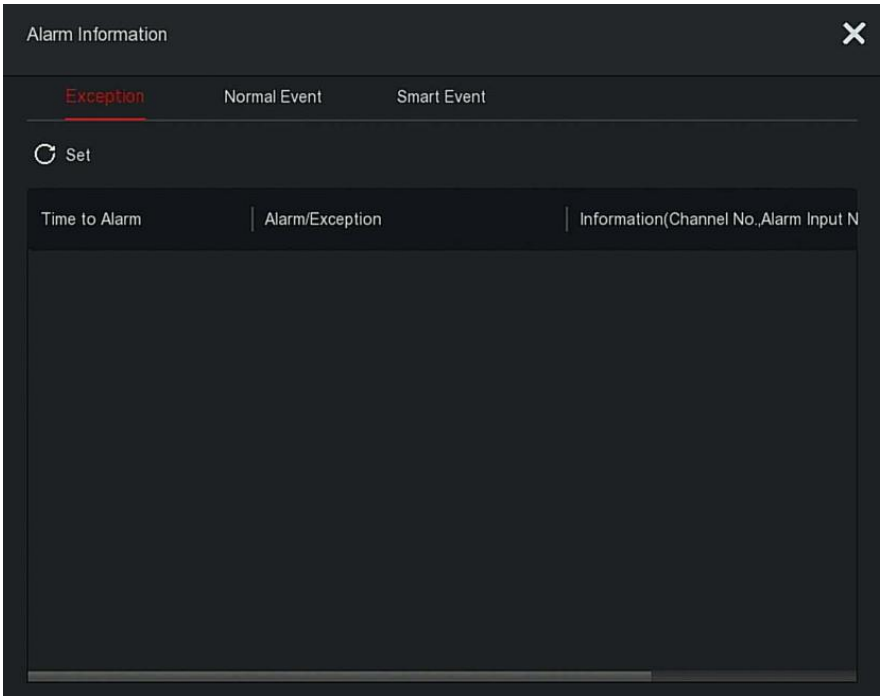 Alarm Information
Exception Normal Event Smart Event
Set
Time to Alarm Alarm/Exception Information(Channel No.,Alarm Input N